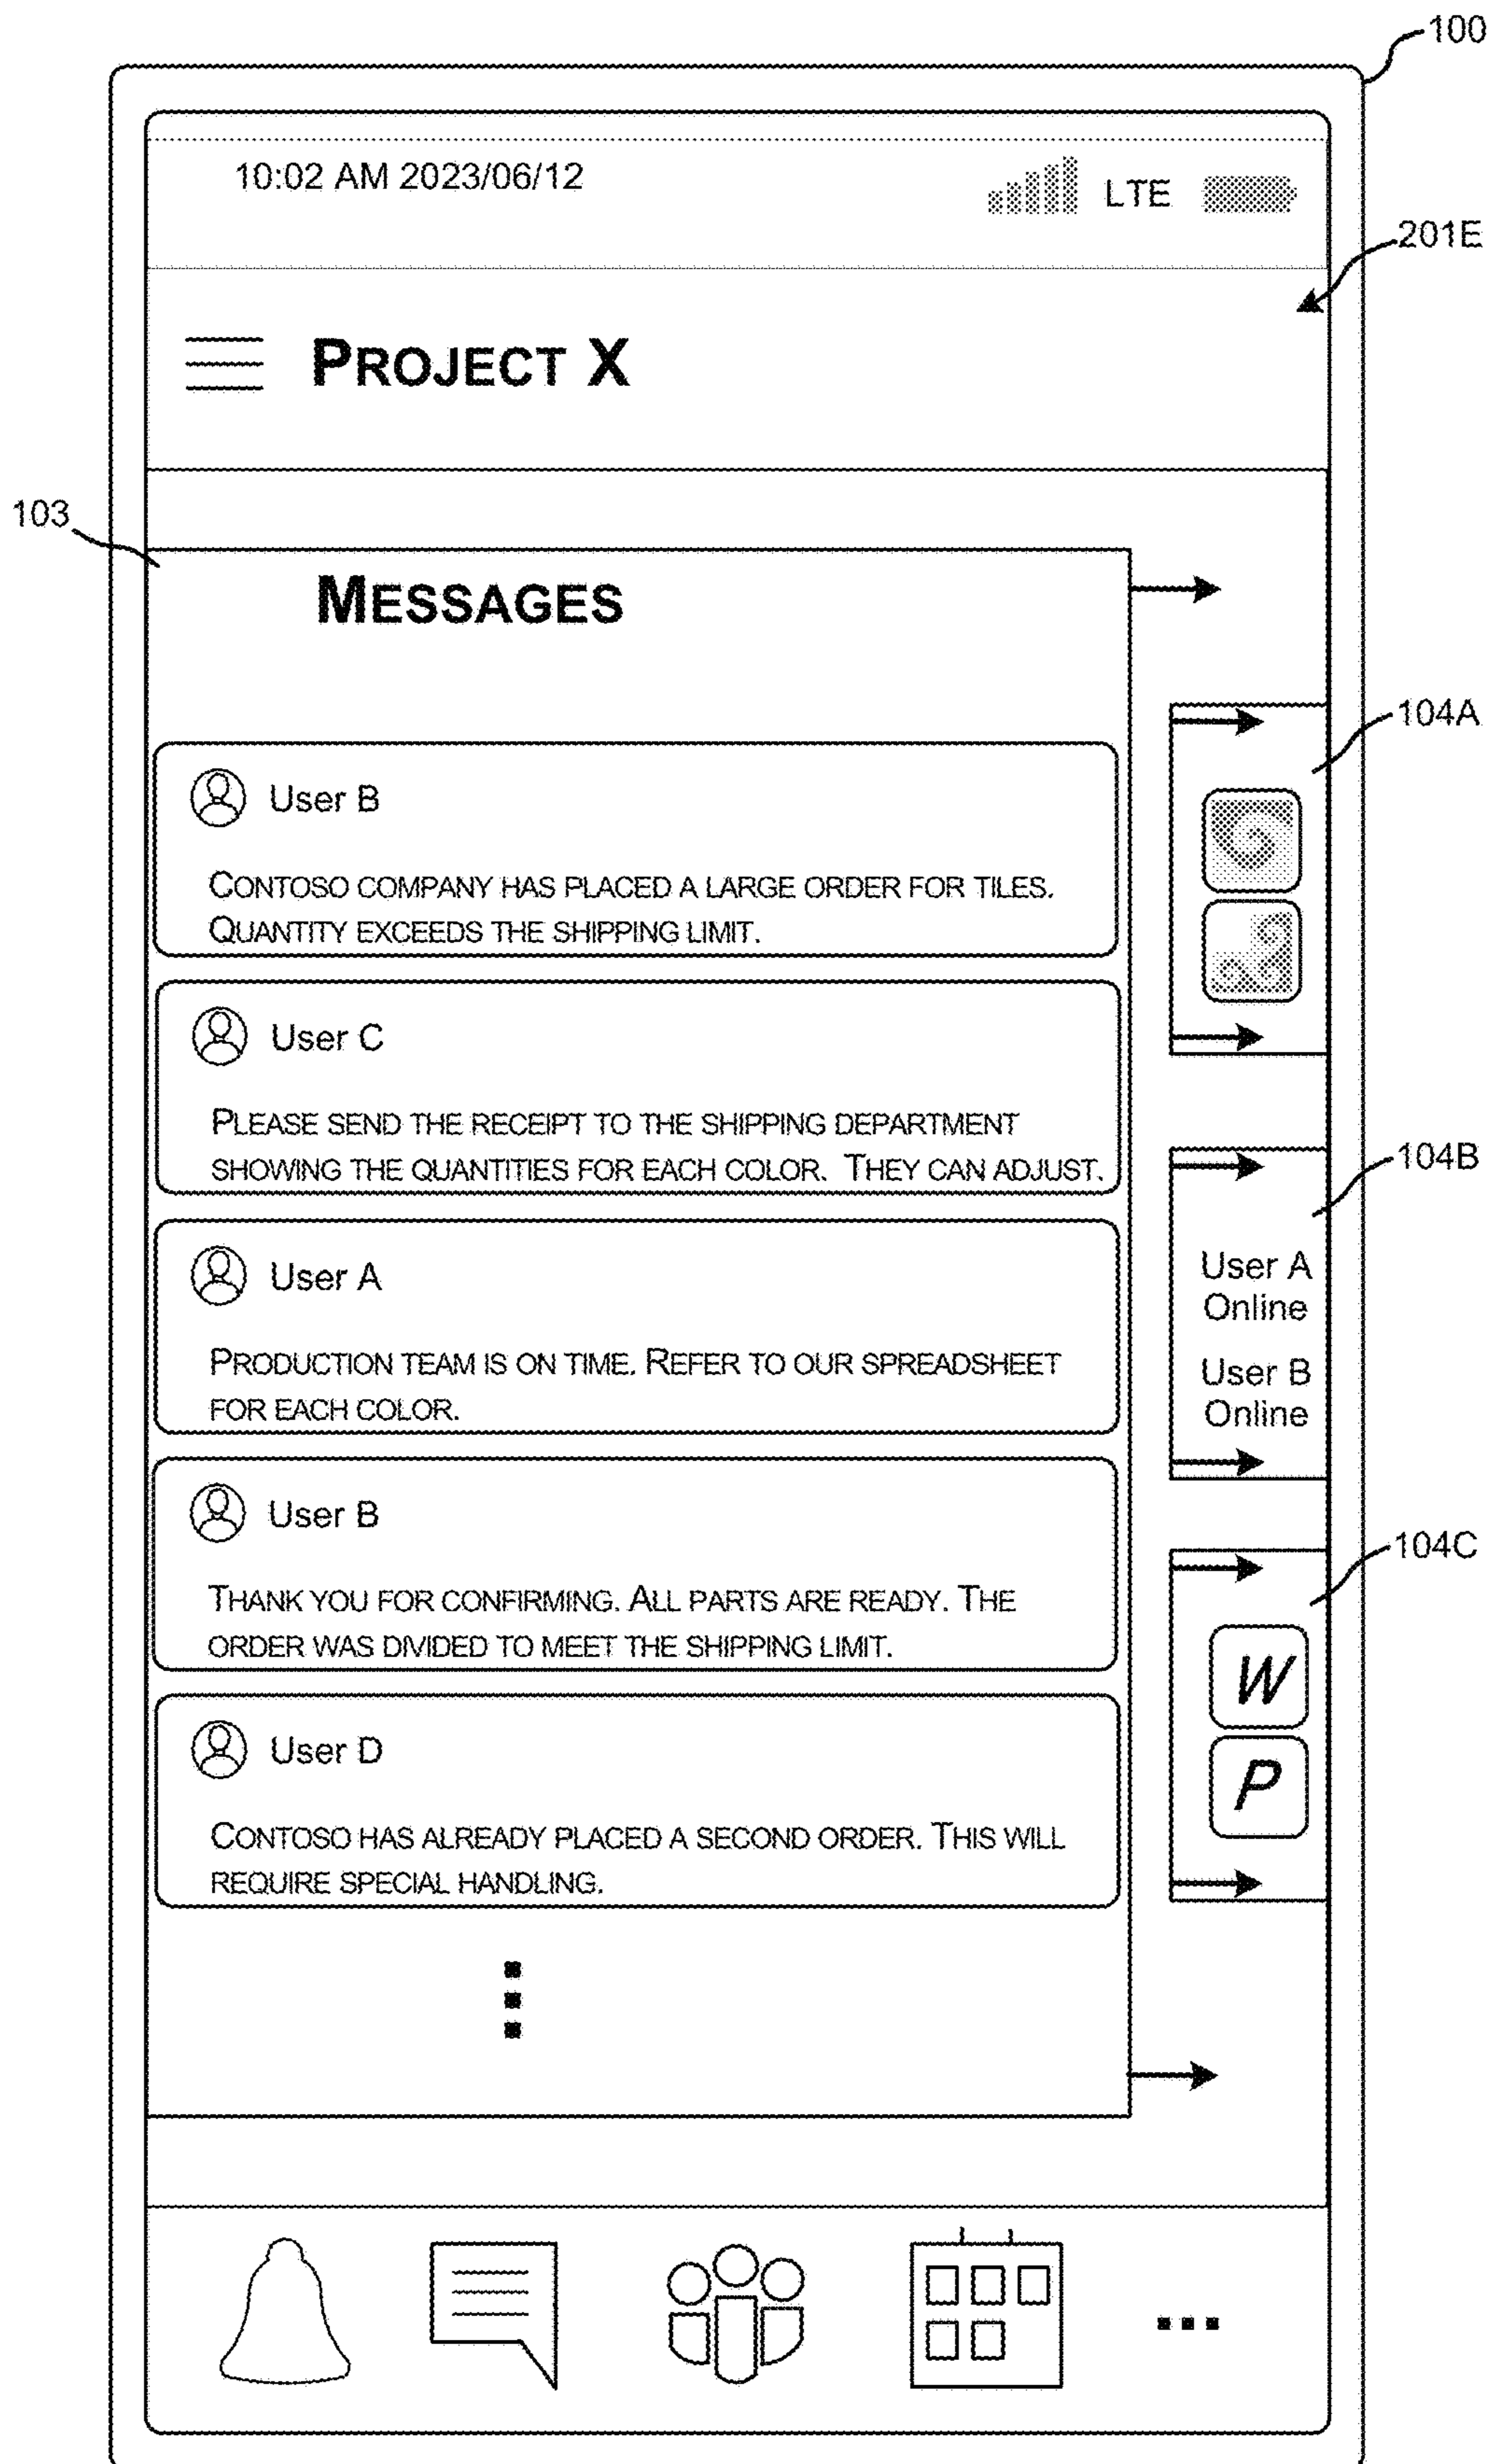 100
10:02 AM 2023/06/12
LTE
201E
PROJECT X
103
MESSAGES
104A
User B
CONTOSO COMPANY HAS PLACED A LARGE ORDER FOR TILES.
QUANTITY EXCEEDS THE SHIPPING LIMIT.
User C
PLEASE SEND THE RECEIPT TO THE SHIPPING DEPARTMENT
SHOWING THE QUANTITIES FOR EACH COLOR. THEY CAN ADJUST.
104B
User A
PRODUCTION TEAM IS ON TIME. REFER TO OUR SPREADSHEET
FOR EACH COLOR.
User A
Online
User B
Online
User B
THANK YOU FOR CONFIRMING. ALL PARTS ARE READY. THE
ORDER WAS DIVIDED TO MEET THE SHIPPING LIMIT.
104C
W
P
User D
CONTOSO HAS ALREADY PLACED A SECOND ORDER. THIS WILL
REQUIRE SPECIAL HANDLING.